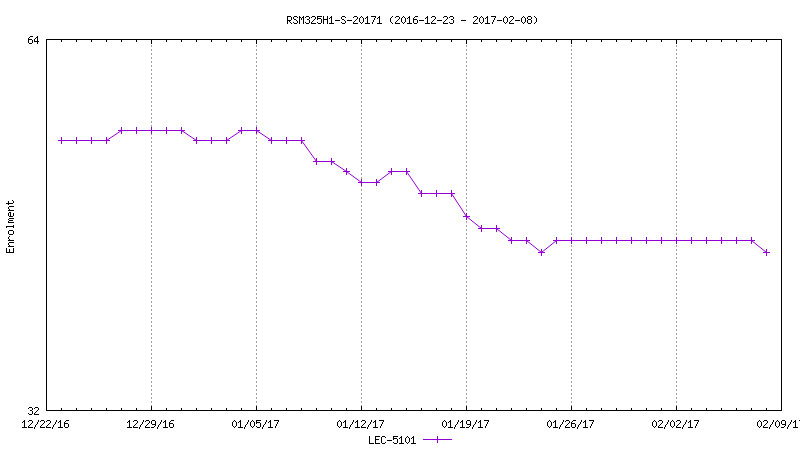 RSM325H1-S-20171 (2016-12-23 - 2017-02-08)
64
Enrolment
32
12/22/16 12/29/16 01/05/17 01/12/17 01/19/17 01/26/17 02/02/17 02/09/1
LEC-5101